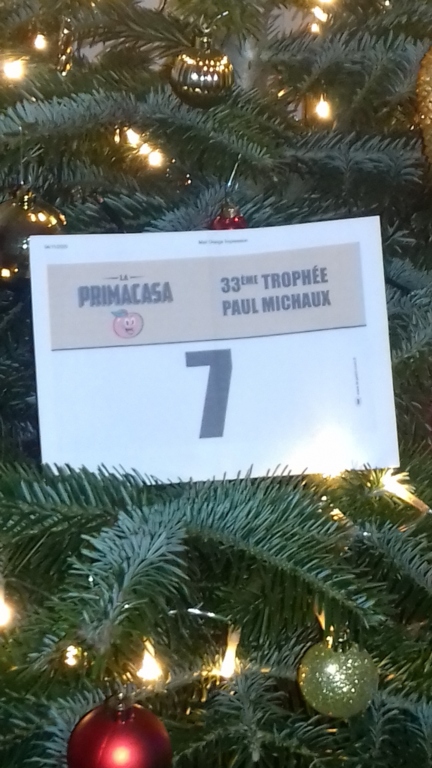 LA
PRIMACASA
33ÈME TROPHÉE
PAUL MICHAUX
7